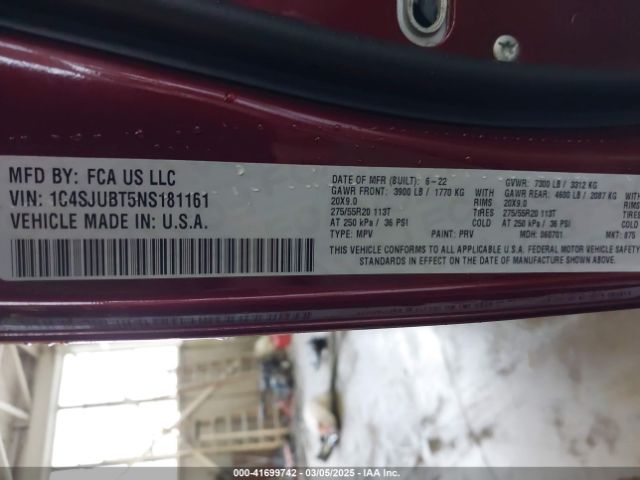 MFD BY: FCA US LLC
VIN: 1C4SJUBT5NS181161
VEHICLE MADE IN U.S.A.
DATE OF MFR (BUILT): 6-22 GVWR: 7300 LB / 3312 KG
GAWR FRONT: 3900 LB / 1770 KG WITH GAWR REAR: 4600 LB / 2087 KG
20X9.0 RIMS 20X9.0
275/55R20 113T TIRES 275/55R20 113T
AT 250 kPa / 36 PSI COLD AT 250 kPa / 36 PSI COLD
TYPE: MPV PAINT: PRV MDH: 060701 MKT: 875
THIS VEHICLE CONFORMS TO ALL APPLICABLE U.S.A. FEDERAL MOTOR VEHICLE SAFETY
STANDARDS IN EFFECT ON THE DATE OF MANUFACTURE SHOWN ABOVE.
000-41699742 — 03/05/2025 — IAA Inc.